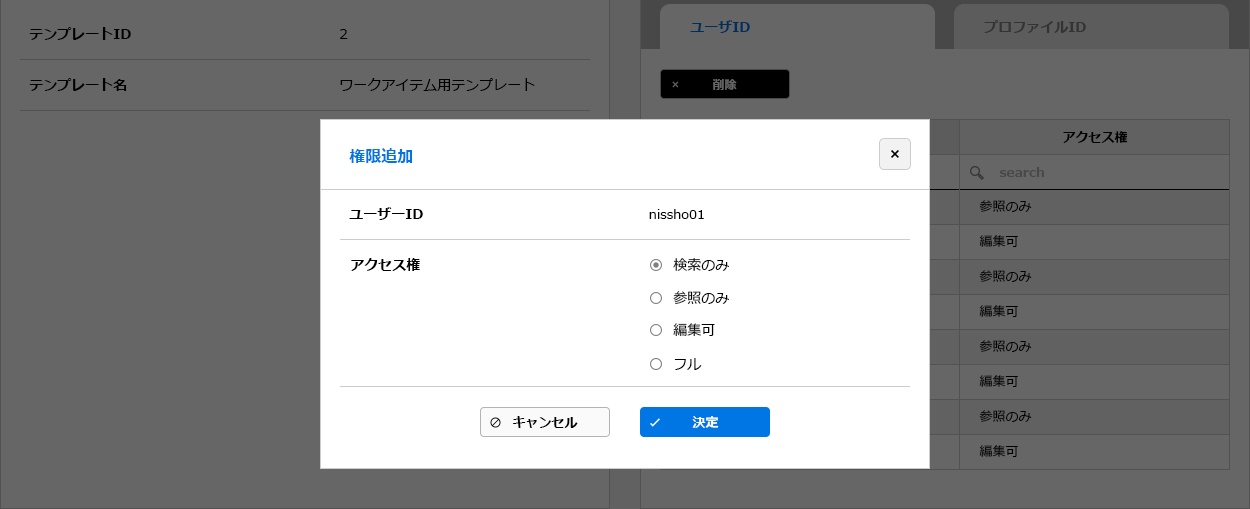 テンプレートID 2
テンプレート名 ワークアイテム用テンプレート
ユーザID プロファイルID
× 削除
アクセス権
search
参照のみ
編集可
参照のみ
編集可
参照のみ
編集可
参照のみ
編集可
権限追加 ×
ユーザーID nissho01
アクセス権 検索のみ
参照のみ
編集可
フル
キャンセル 決定